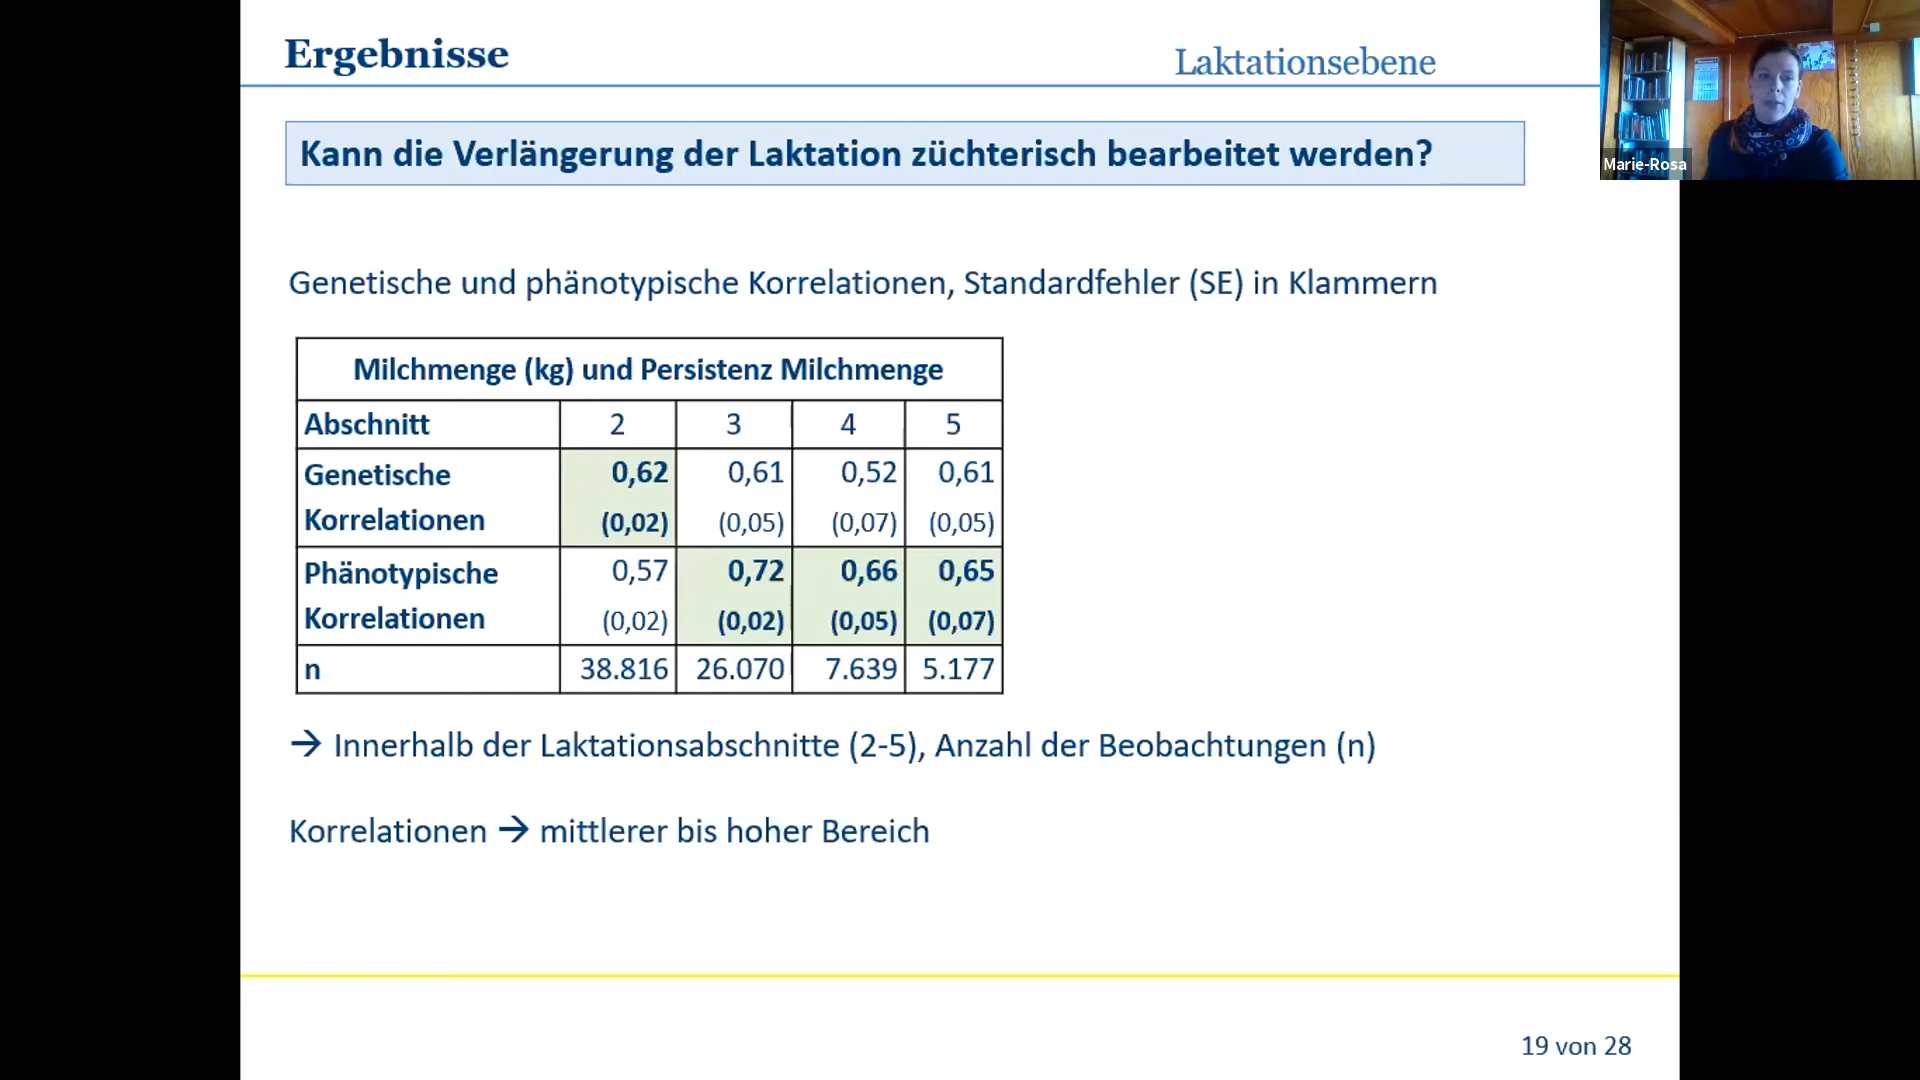 Ergebnisse
Laktationsebene
Marie-Rosa
Kann die Verlängerung der Laktation züchterisch bearbeitet werden?
Genetische und phänotypische Korrelationen, Standardfehler (SE) in Klammern
Milchmenge (kg) und Persistenz Milchmenge
Abschnitt 2 3 4 5
Genetische 0,62 0,61 0,52 0,61
Korrelationen (0,02) (0,05) (0,07) (0,05)
Phänotypische 0,57 0,72 0,66 0,65
Korrelationen (0,02) (0,02) (0,05) (0,07)
n 38.816 26.070 7.639 5.177
→ Innerhalb der Laktationsabschnitte (2-5), Anzahl der Beobachtungen (n)
Korrelationen → mittlerer bis hoher Bereich
19 von 28